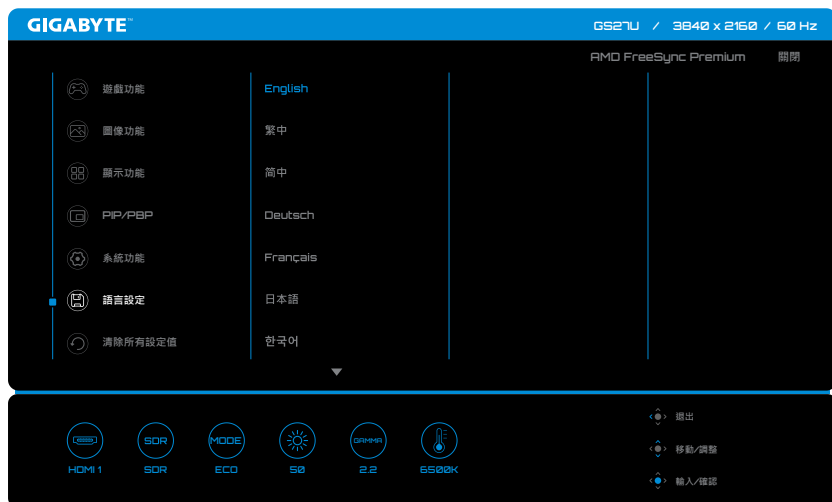 GIGABYTE™
GS27U / 3840 x 2160 / 60 Hz
AMD FreeSync Premium 關閉
遊戲功能
圖像功能
顯示功能
PIP/PBP
系統功能
語言設定
清除所有設定值
English
繁中
简中
Deutsch
Français
日本語
한국어
SDR
MODE
GAMMA
HDMI 1
SDR
ECO
50
2.2
6500K
退出
移動/調整
輸入/確認